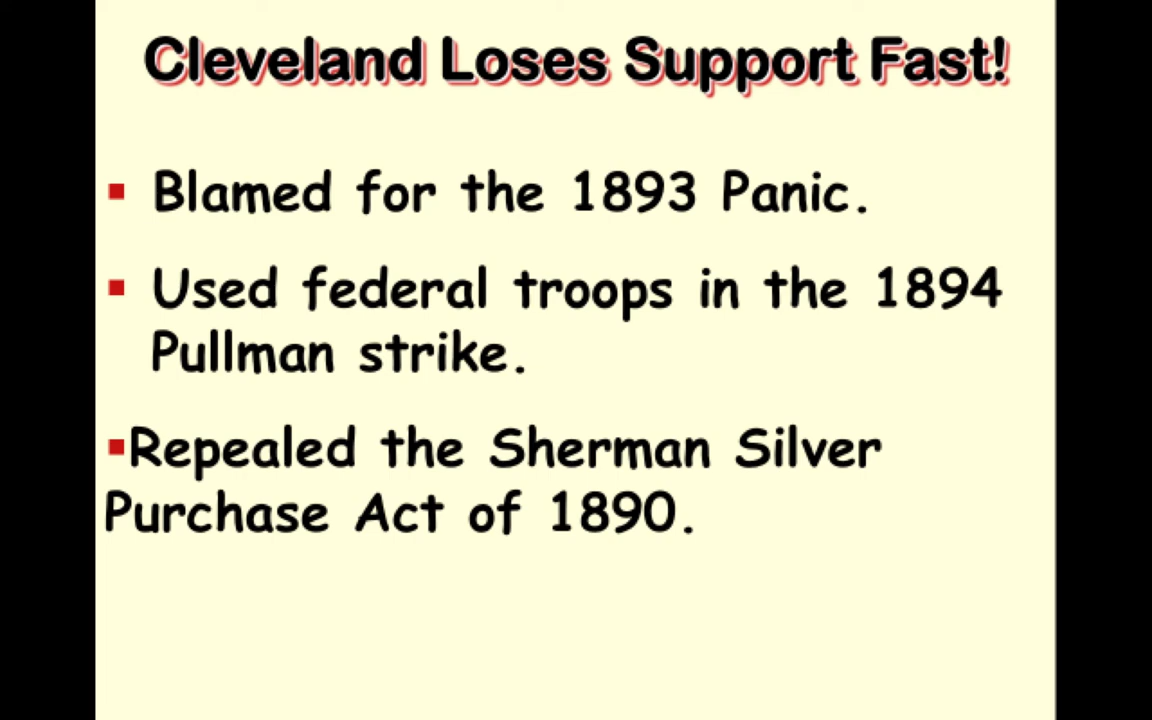 Cleveland Loses Support Fast!
▪ Blamed for the 1893 Panic.
▪ Used federal troops in the 1894
Pullman strike.
▪Repealed the Sherman Silver
Purchase Act of 1890.